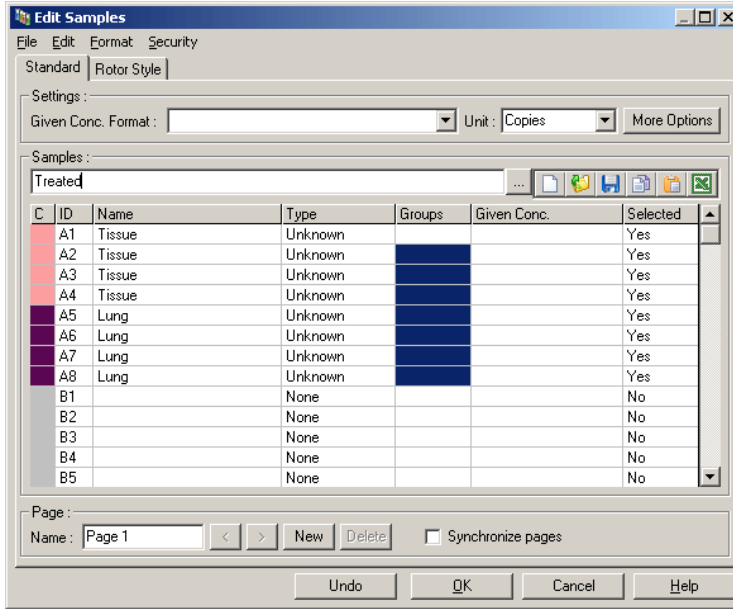 Edit Samples
File Edit Format Security
Standard Rotor Style
Settings :
Given Conc. Format : Unit : Copies More Options
Samples :
Treated ...
C ID Name Type Groups Given Conc. Selected
A1 Tissue Unknown Yes
A2 Tissue Unknown Yes
A3 Tissue Unknown Yes
A4 Tissue Unknown Yes
A5 Lung Unknown Yes
A6 Lung Unknown Yes
A7 Lung Unknown Yes
A8 Lung Unknown Yes
B1 None No
B2 None No
B3 None No
B4 None No
B5 None No
Page :
Name : Page 1 < > New Delete Synchronize pages
Undo OK Cancel Help